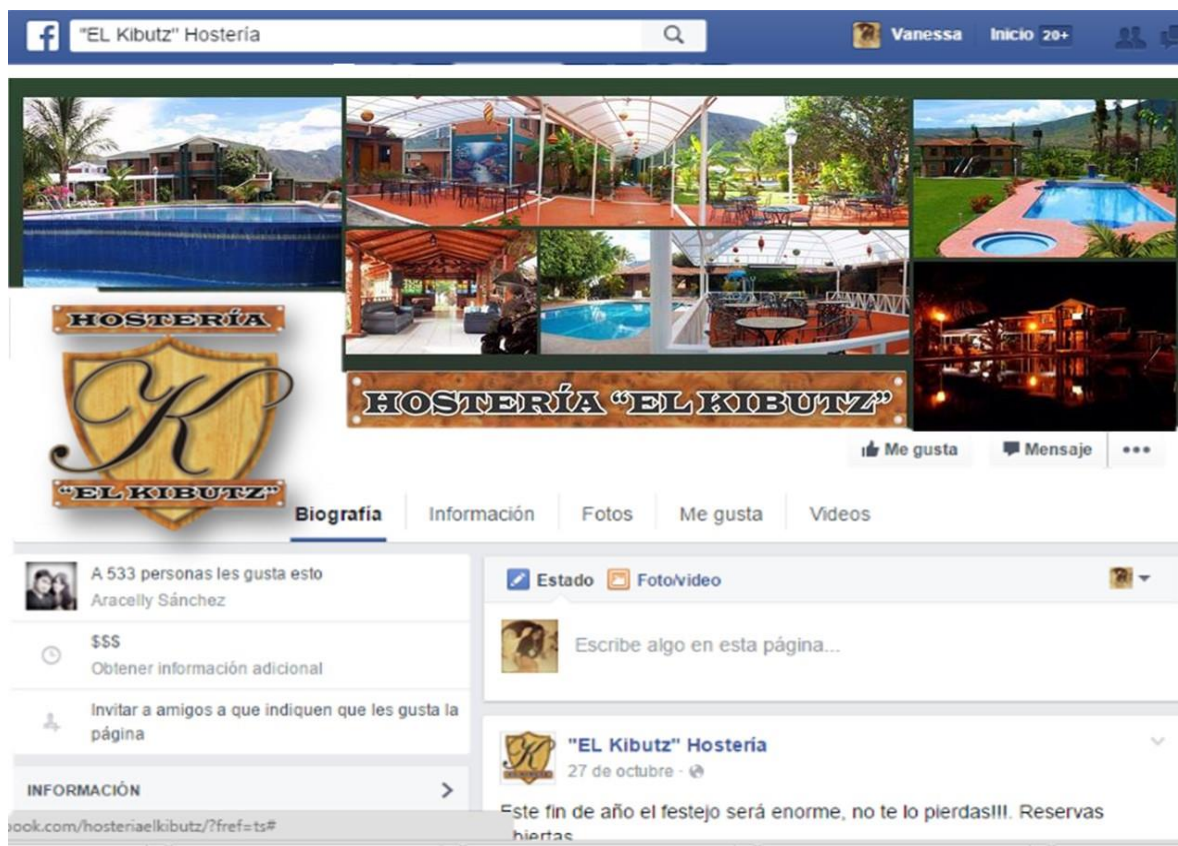 "EL Kibutz" Hostería
Vanessa
Inicio 20+
HOSTERÍA
K
"EL KIBUTZ"
HOSTERÍA "EL KIBUTZ"
Me gusta
Mensaje
Biografía
Información
Fotos
Me gusta
Videos
A 533 personas les gusta esto
Aracelly Sánchez
$$$
Obtener información adicional
Invitar a amigos a que indiquen que les gusta la
página
INFORMACIÓN
ook.com/hosteriaelkibutz/?fref=ts#
Estado
Foto/video
Escribe algo en esta página...
"EL Kibutz" Hostería
27 de octubre
Este fin de año el festejo será enorme, no te lo pierdas!!!. Reservas